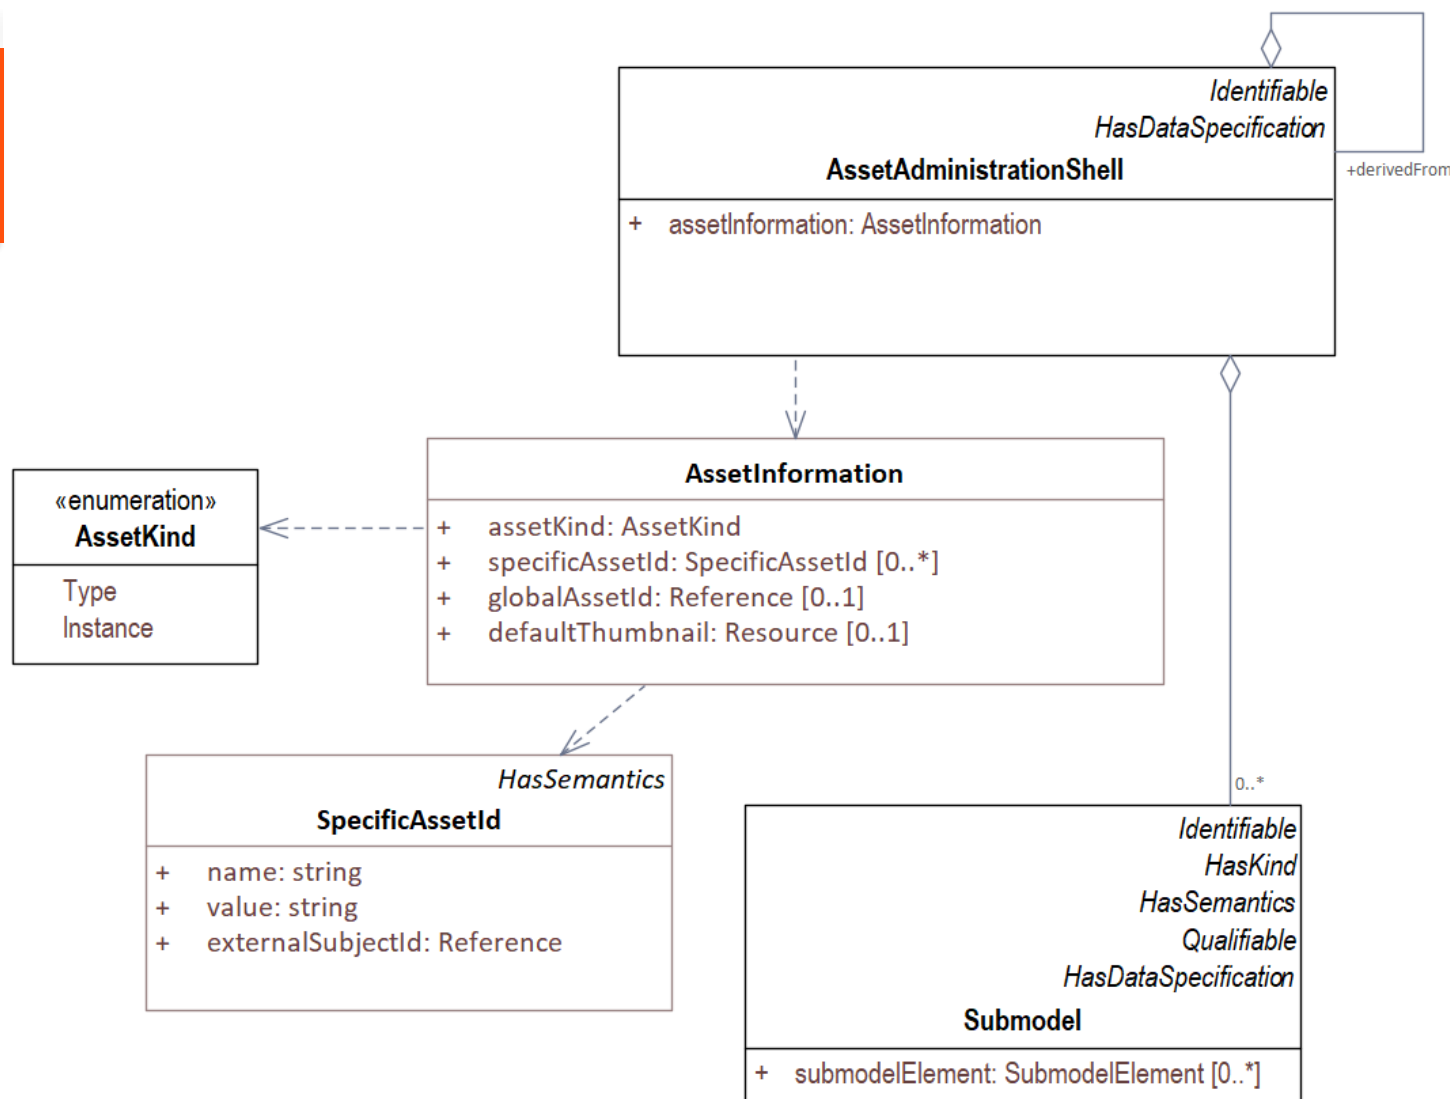 Identifiable
HasDataSpecification
AssetAdministrationShell
+derivedFrom
+ assetInformation: AssetInformation
AssetInformation
+ assetKind: AssetKind
+ specificAssetId: SpecificAssetId [0..*]
+ globalAssetId: Reference [0..1]
+ defaultThumbnail: Resource [0..1]
«enumeration»
AssetKind
Type
Instance
HasSemantics
SpecificAssetId
+ name: string
+ value: string
+ externalSubjectId: Reference
0..*
Identifiable
HasKind
HasSemantics
Qualifiable
HasDataSpecification
Submodel
+ submodelElement: SubmodelElement [0..*]